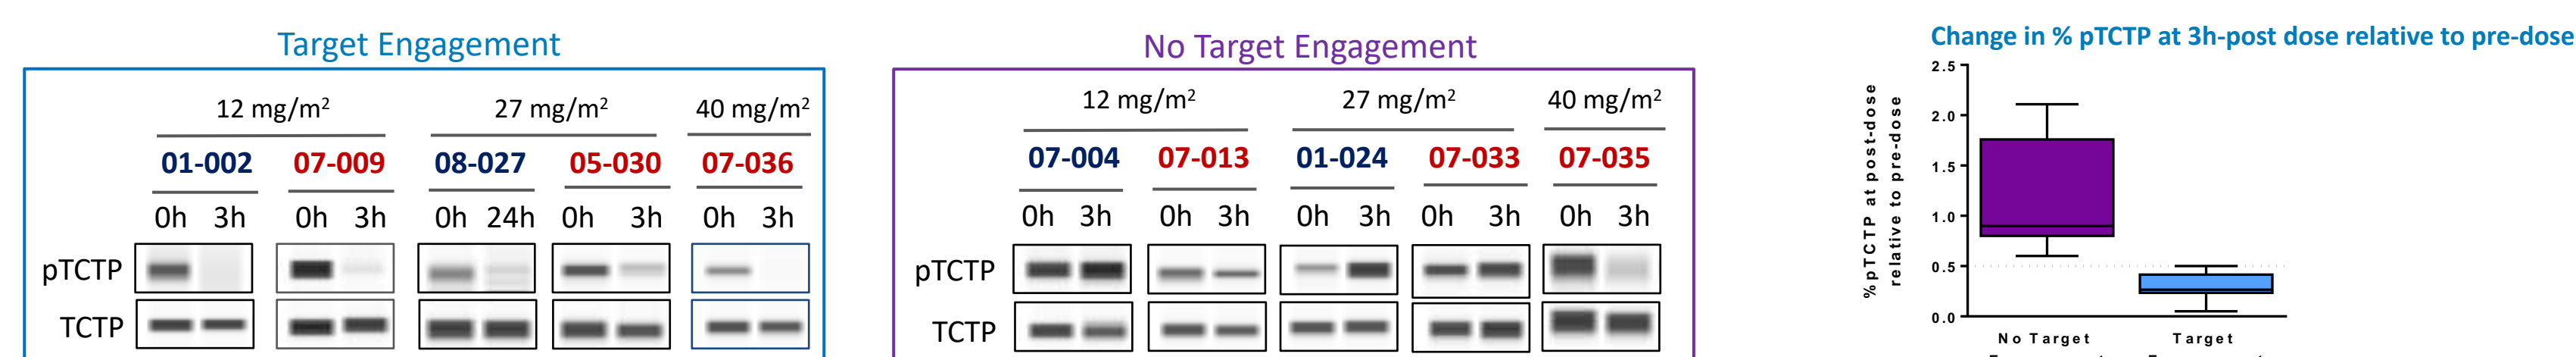 Target Engagement
12 mg/m² 27 mg/m² 40 mg/m²
01-002 07-009 08-027 05-030 07-036
0h 3h 0h 3h 0h 24h 0h 3h 0h 3h
pTCTP
TCTP
No Target Engagement
12 mg/m² 27 mg/m² 40 mg/m²
07-004 07-013 01-024 07-033 07-035
0h 3h 0h 3h 0h 3h 0h 3h 0h 3h
pTCTP
TCTP
Change in % pTCTP at 3h-post dose relative to pre-dose
%pTCTP at post-dose
relative to pre-dose
2.5
2.0
1.5
1.0
0.5
0.0
No Target Target